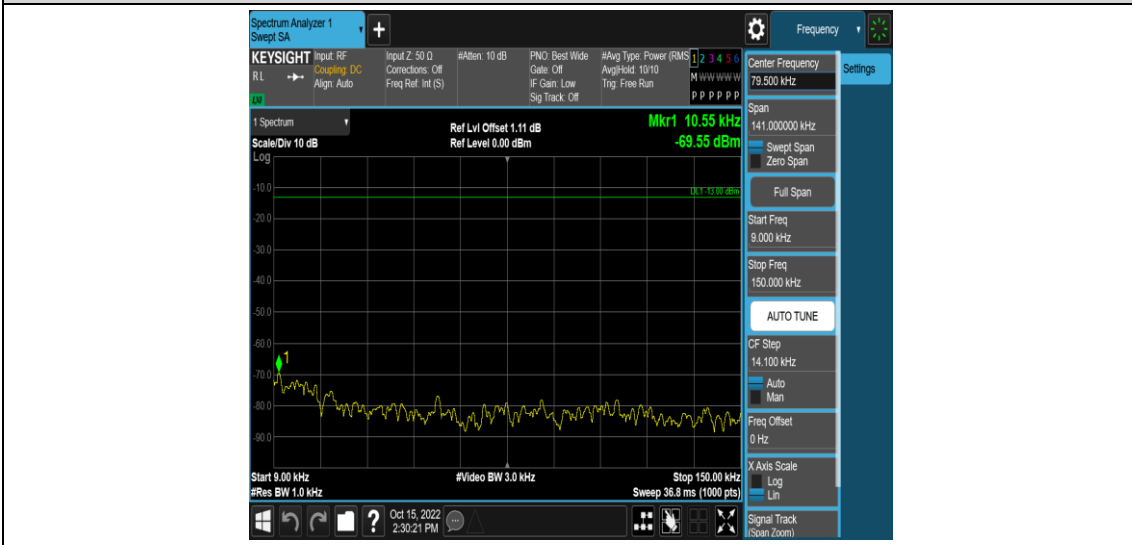 Spectrum Analyzer 1
Swept SA
+
Frequency
KEYSIGHT
Input: RF
Input Z: 50 Ω
#Atten: 10 dB
PNO: Best Wide
#Avg Type: Power (RMS
1 2 3 4 5 6
RL
Coupling: DC
Corrections: Off
Gate: Off
Avg|Hold: 10/10
M W W W W W
Align: Auto
Freq Ref: Int (S)
IF Gain: Low
Trig: Free Run
Sig Track: Off
P P P P P P
LXI
Center Frequency
79.500 kHz
Settings
Span
141.000000 kHz
Swept Span
Zero Span
Full Span
Start Freq
9.000 kHz
Stop Freq
150.000 kHz
AUTO TUNE
CF Step
14.100 kHz
Auto
Man
Freq Offset
0 Hz
X Axis Scale
Log
Lin
Signal Track
(Span Zoom)
1 Spectrum
Ref Lvl Offset 1.11 dB
Mkr1 10.55 kHz
Scale/Div 10 dB
Ref Level 0.00 dBm
-69.55 dBm
Log
-10.0
DL1 -13.00 dBm
-20.0
-30.0
-40.0
-50.0
-60.0
1
-70.0
-80.0
-90.0
Start 9.00 kHz
#Video BW 3.0 kHz
Stop 150.00 kHz
#Res BW 1.0 kHz
Sweep 36.8 ms (1000 pts)
?
Oct 15, 2022
2:30:21 PM